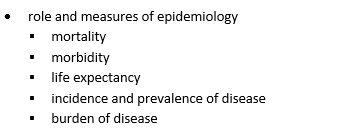 • role and measures of epidemiology
▪ mortality
▪ morbidity
▪ life expectancy
▪ incidence and prevalence of disease
▪ burden of disease